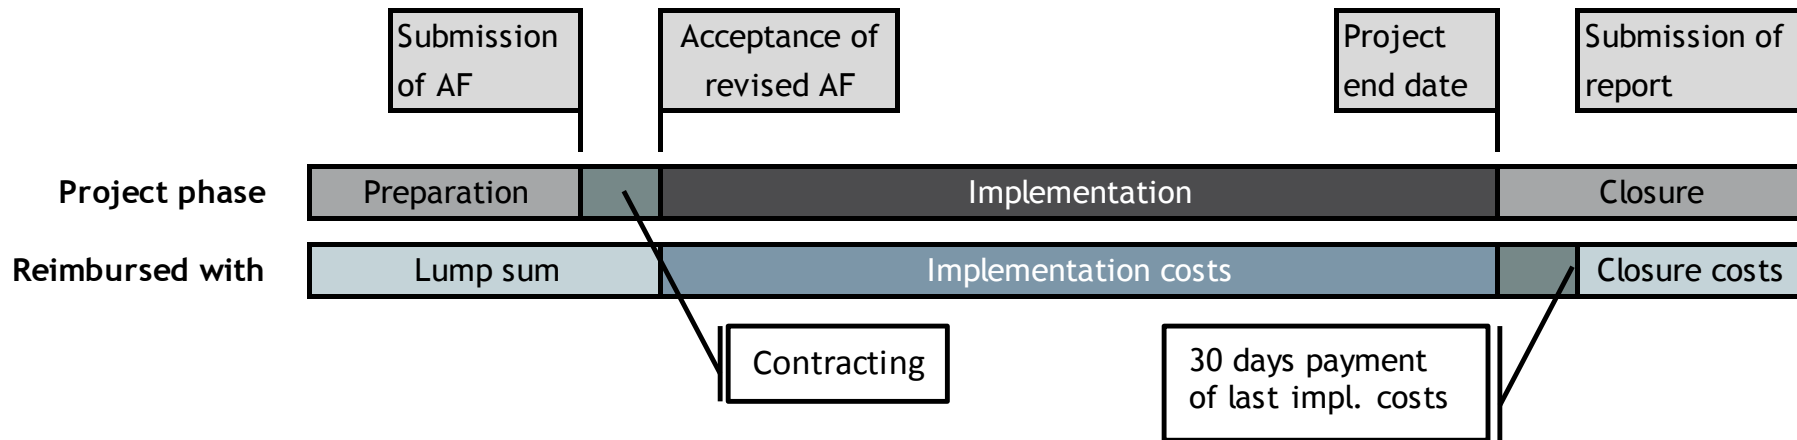 Submission
of AF
Acceptance of
revised AF
Project
end date
Submission of
report
Project phase
Preparation
Implementation
Closure
Reimbursed with
Lump sum
Implementation costs
Closure costs
Contracting
30 days payment
of last impl. costs